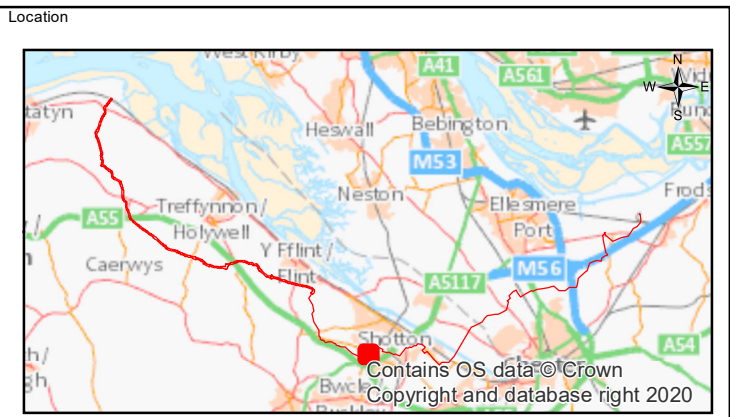 Location
West Kirby
A41
A561
N
W
E
S
tatyn
Heswall
Bebington
A557
M53
Neston
Treffynnon /
Holywell
Ellesmere
Port
Frods
A55
Y Fflint /
Flint
M56
Caerwys
A5117
Shotton
A54
Contains OS data © Crown
Copyright and database right 2020